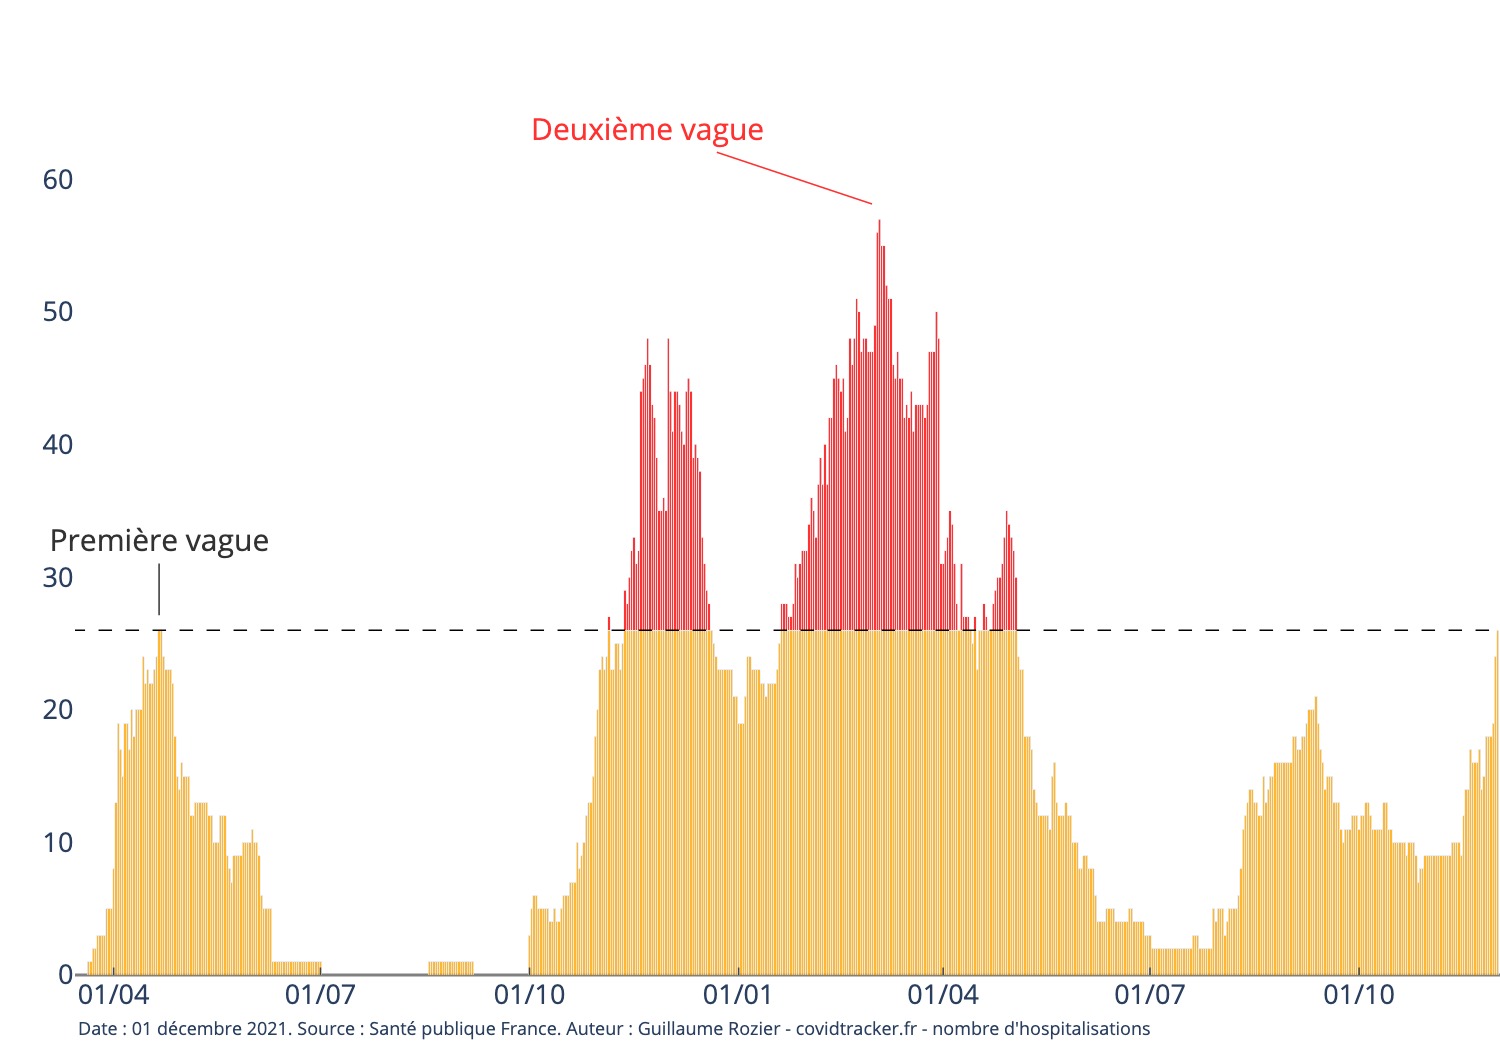 Deuxième vague
60
50
40
Première vague
30
20
10
0
01/04 01/07 01/10 01/01 01/04 01/07 01/10
Date : 01 décembre 2021. Source : Santé publique France. Auteur : Guillaume Rozier - covidtracker.fr - nombre d'hospitalisations